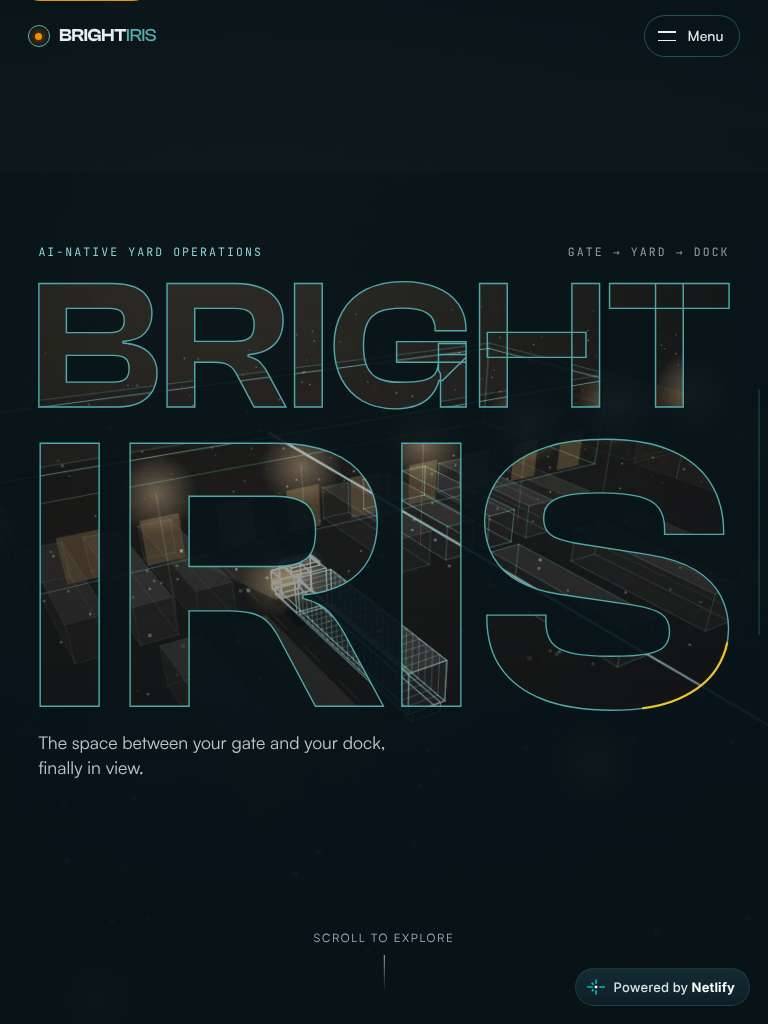 BRIGHTIRIS
Menu
AI-NATIVE YARD OPERATIONS
GATE → YARD → DOCK
BRIGHT
IRIS
The space between your gate and your dock,
finally in view.
SCROLL TO EXPLORE
Powered by Netlify